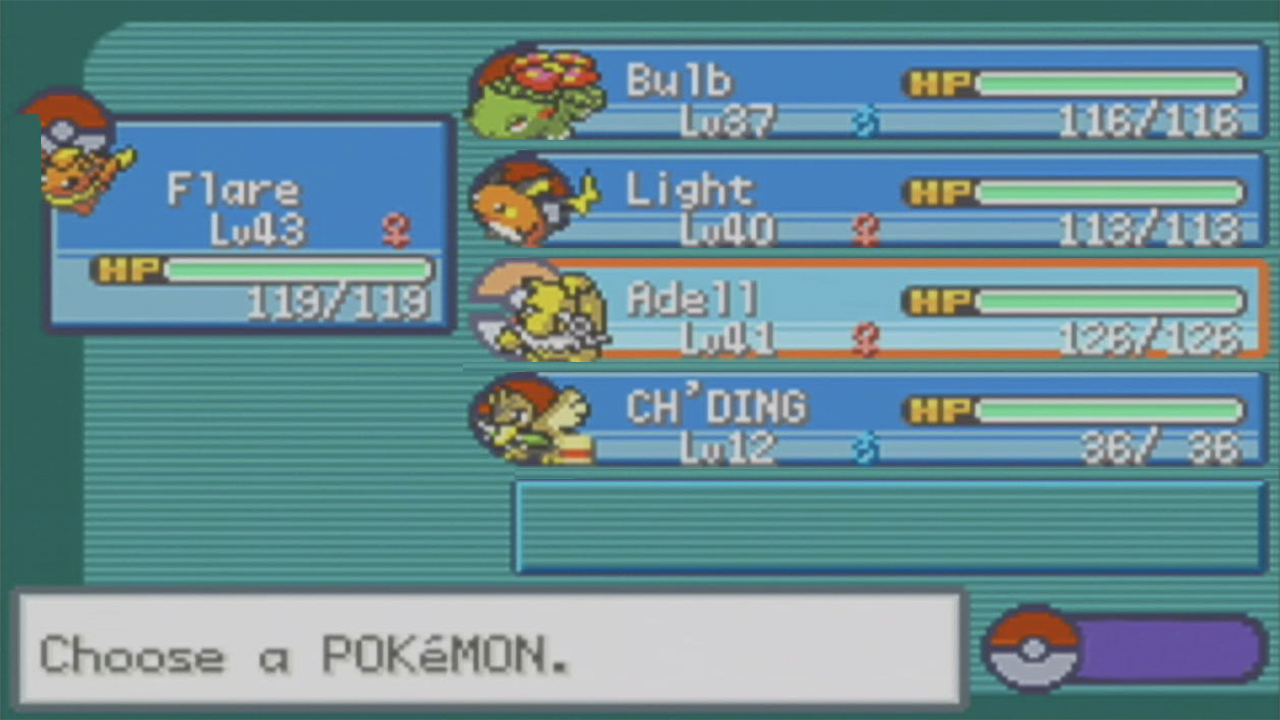 Flare
Lv43 ♀
HP
119/119
Bulb HP
Lv37 ♂ 116/116
Light HP
Lv40 ♀ 113/113
Adell HP
Lv41 ♀ 126/126
CH'DING HP
Lv12 ♂ 36/ 36
Choose a POKéMON.